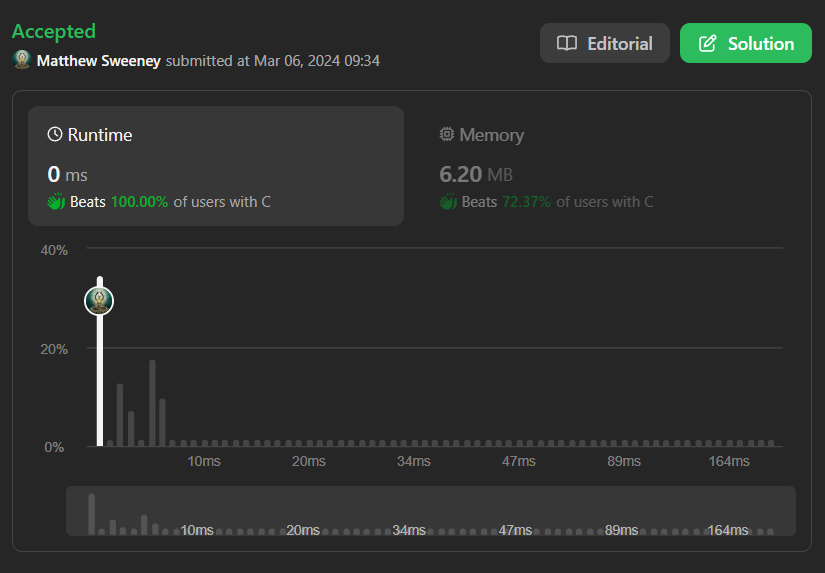 Accepted
Editorial
Solution
Matthew Sweeney submitted at Mar 06, 2024 09:34
Runtime
Memory
0 ms
6.20 MB
Beats 100.00% of users with C
Beats 72.37% of users with C
40%
20%
0%
10ms 20ms 34ms 47ms 89ms 164ms
10ms 20ms 34ms 47ms 89ms 164ms